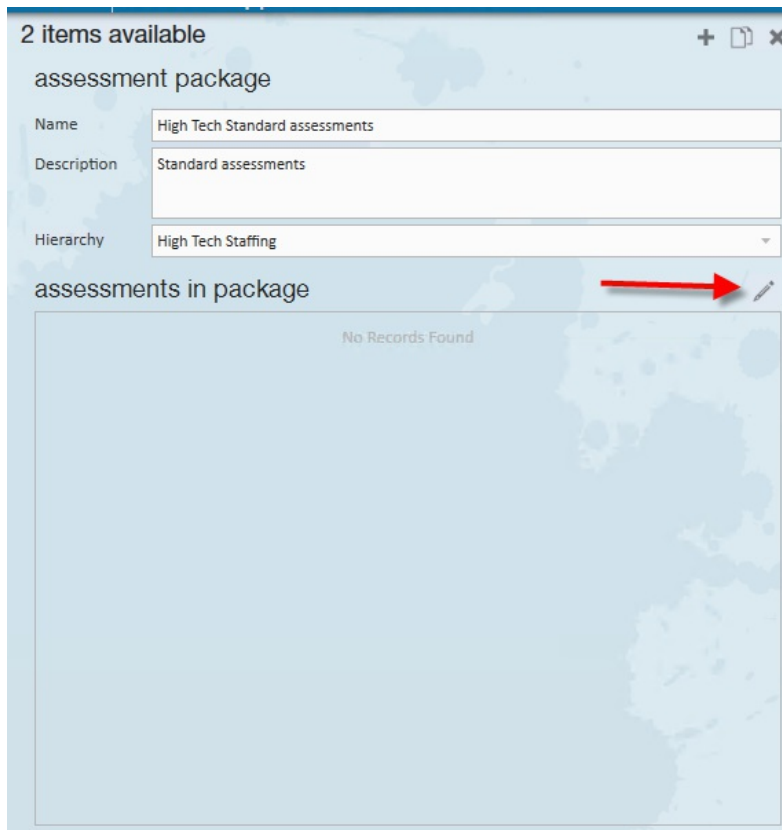 2 items available
assessment package
Name
High Tech Standard assessments
Description
Standard assessments
Hierarchy
High Tech Staffing
assessments in package
No Records Found